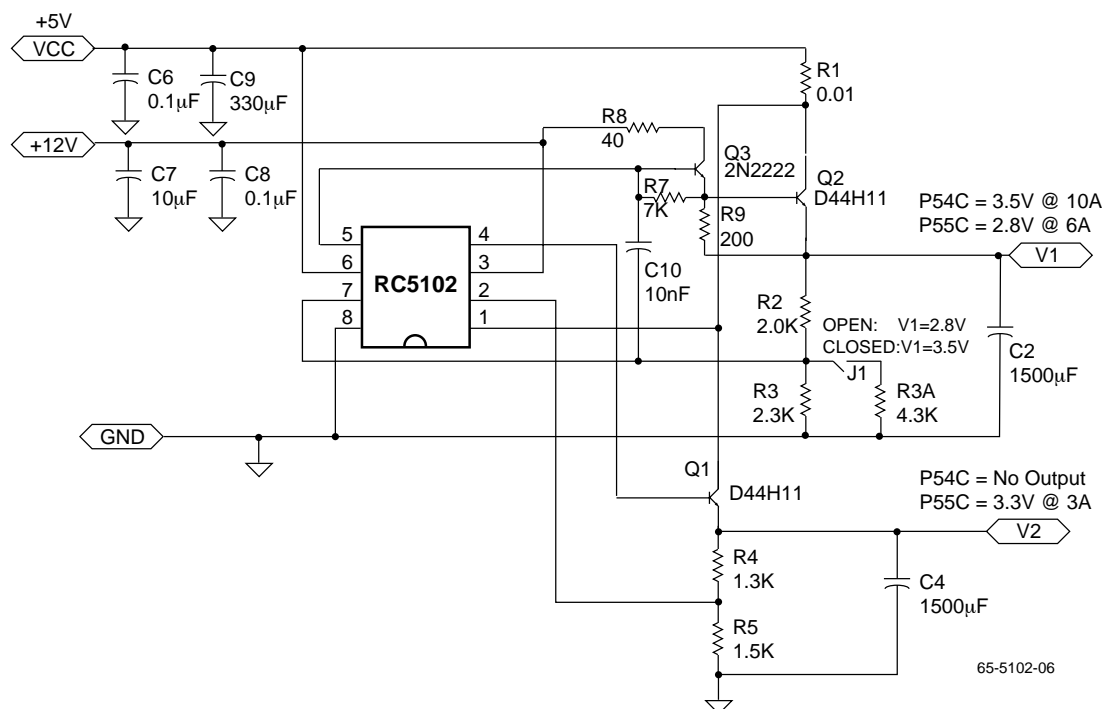 +5V
VCC
C6
0.1μF
C9
330μF
R1
0.01
+12V
R8
40
C7
10μF
C8
0.1μF
Q3
2N2222
R7
7K
Q2
D44H11
R9
200
P54C = 3.5V @ 10A
P55C = 2.8V @ 6A
V1
5
6
7
8
RC5102
4
3
2
1
C10
10nF
R2
2.0K
OPEN: V1=2.8V
CLOSED:V1=3.5V
J1
C2
1500μF
R3
2.3K
R3A
4.3K
GND
Q1
D44H11
P54C = No Output
P55C = 3.3V @ 3A
V2
R4
1.3K
C4
1500μF
R5
1.5K
65-5102-06